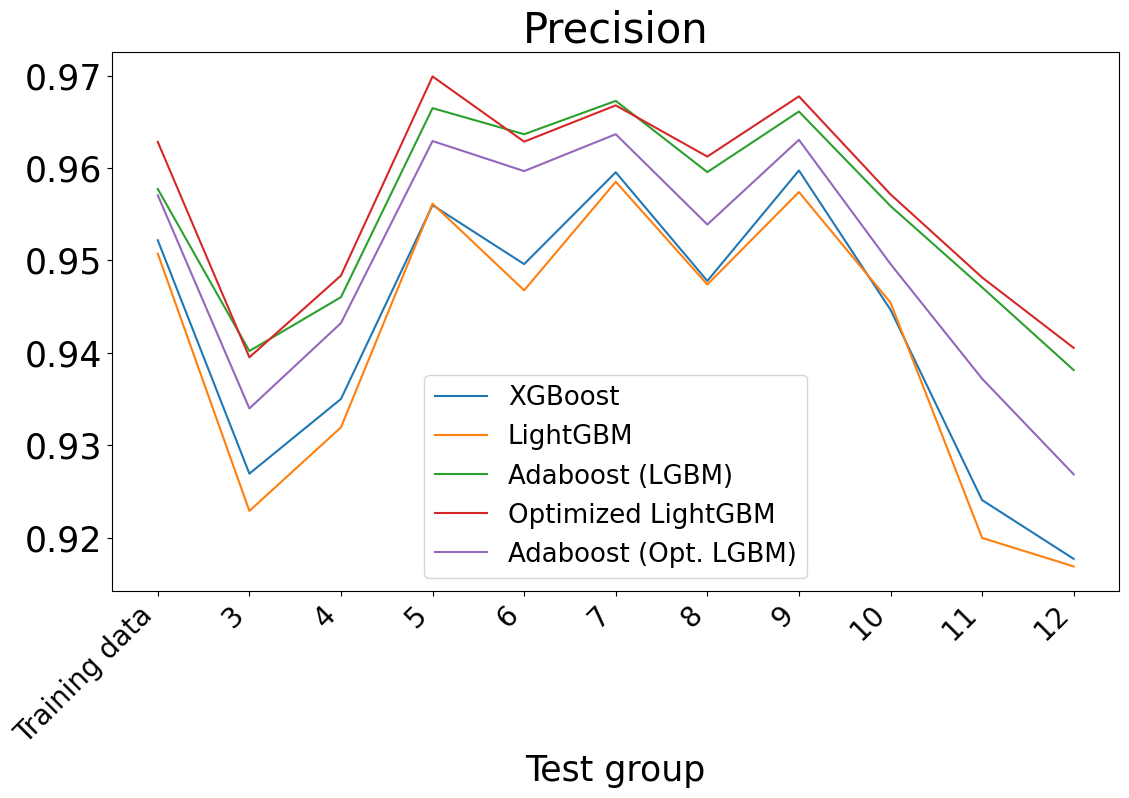 Precision
0.97
0.96
0.95
0.94
0.93
0.92
XGBoost
LightGBM
Adaboost (LGBM)
Optimized LightGBM
Adaboost (Opt. LGBM)
Training data
3
4
5
6
7
8
9
10
11
12
Test group